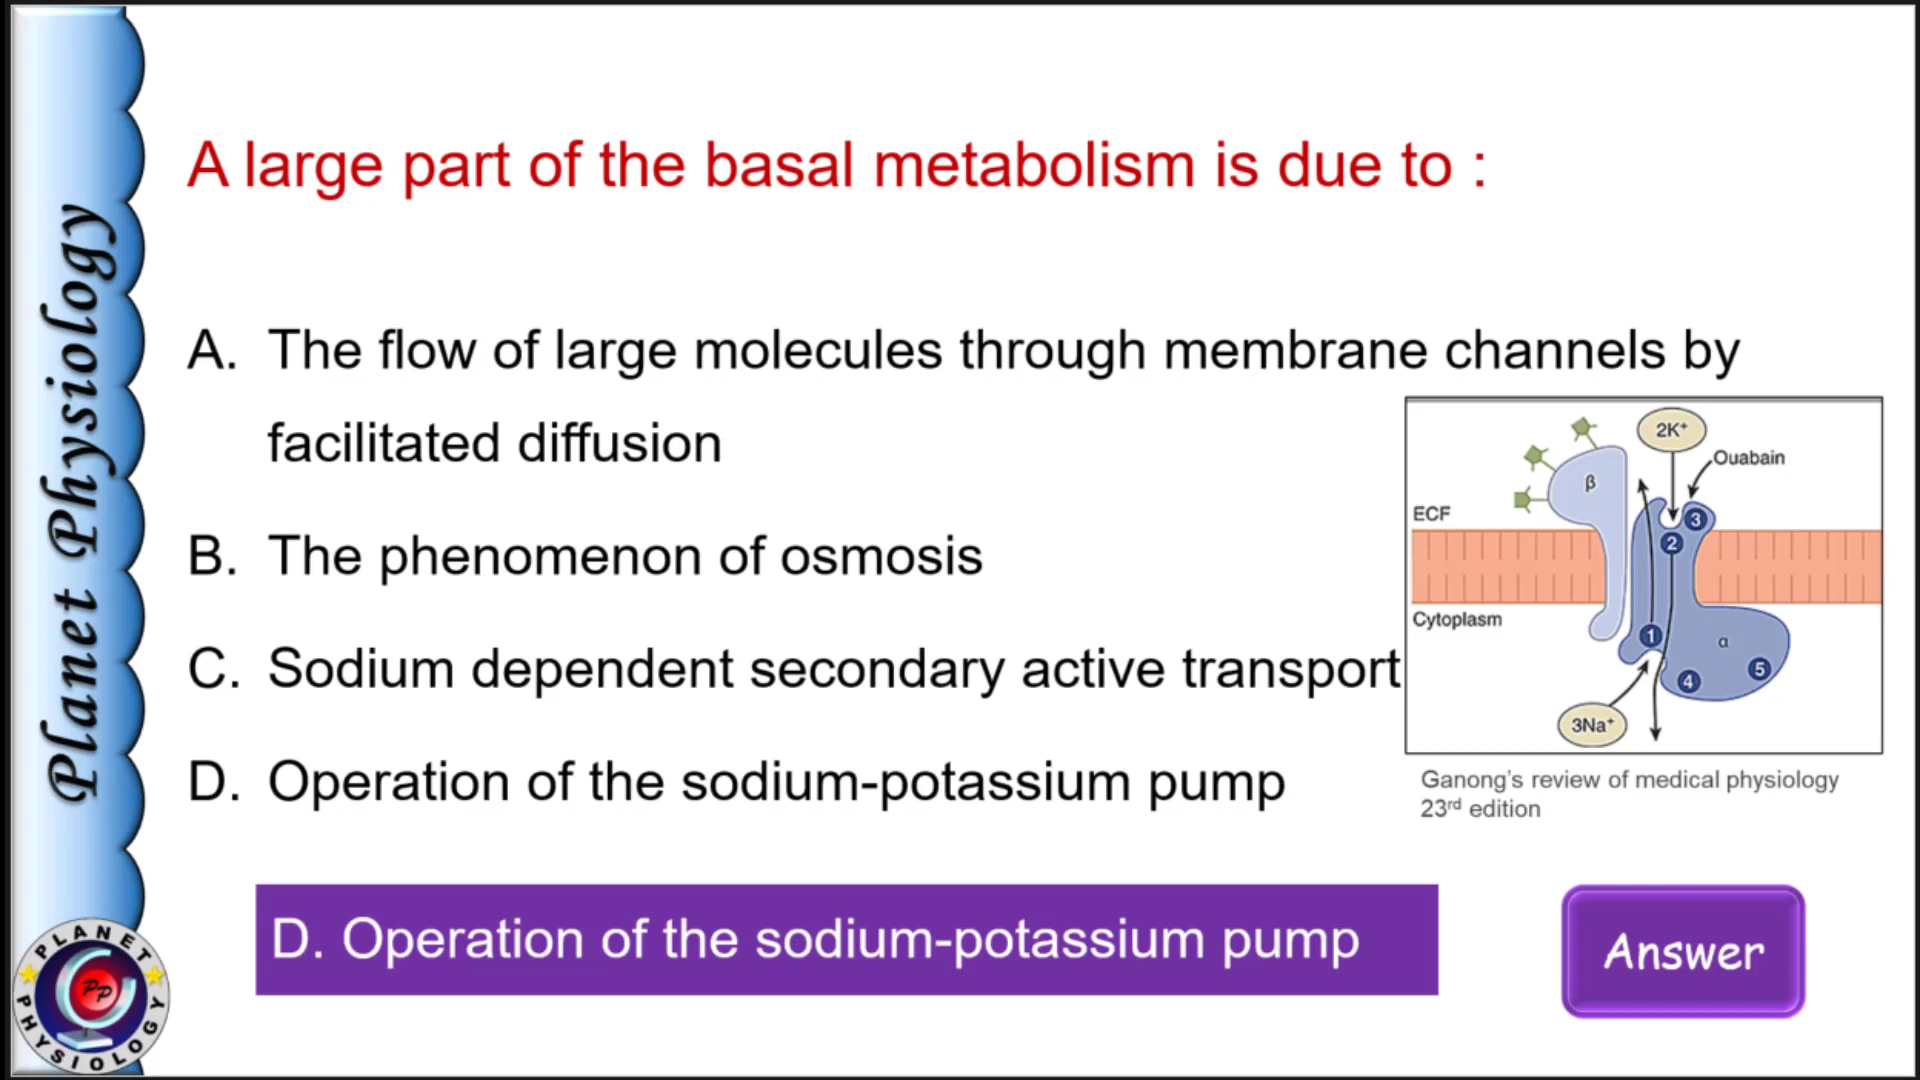 Planet Physiology
A large part of the basal metabolism is due to :
A. The flow of large molecules through membrane channels by
facilitated diffusion
B. The phenomenon of osmosis
C. Sodium dependent secondary active transport
D. Operation of the sodium-potassium pump
2K⁺
Ouabain
β
ECF
3
2
Cytoplasm
1
α
4
5
3Na⁺
Ganong's review of medical physiology
23rd edition
D. Operation of the sodium-potassium pump
Answer
PLANET
PP
PHYSIOLOGY